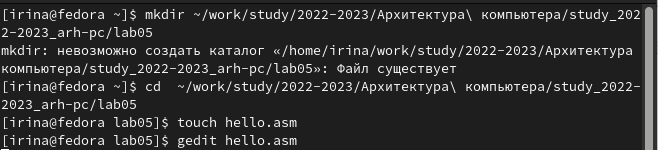 [irina@fedora ~]$ mkdir ~/work/study/2022-2023/Архитектура\ компьютера/study_202
2-2023_arh-pc/lab05
mkdir: невозможно создать каталог «/home/irina/work/study/2022-2023/Архитектура
компьютера/study_2022-2023_arh-pc/lab05»: Файл существует
[irina@fedora ~]$ cd  ~/work/study/2022-2023/Архитектура\ компьютера/study_2022-
2023_arh-pc/lab05
[irina@fedora lab05]$ touch hello.asm
[irina@fedora lab05]$ gedit hello.asm